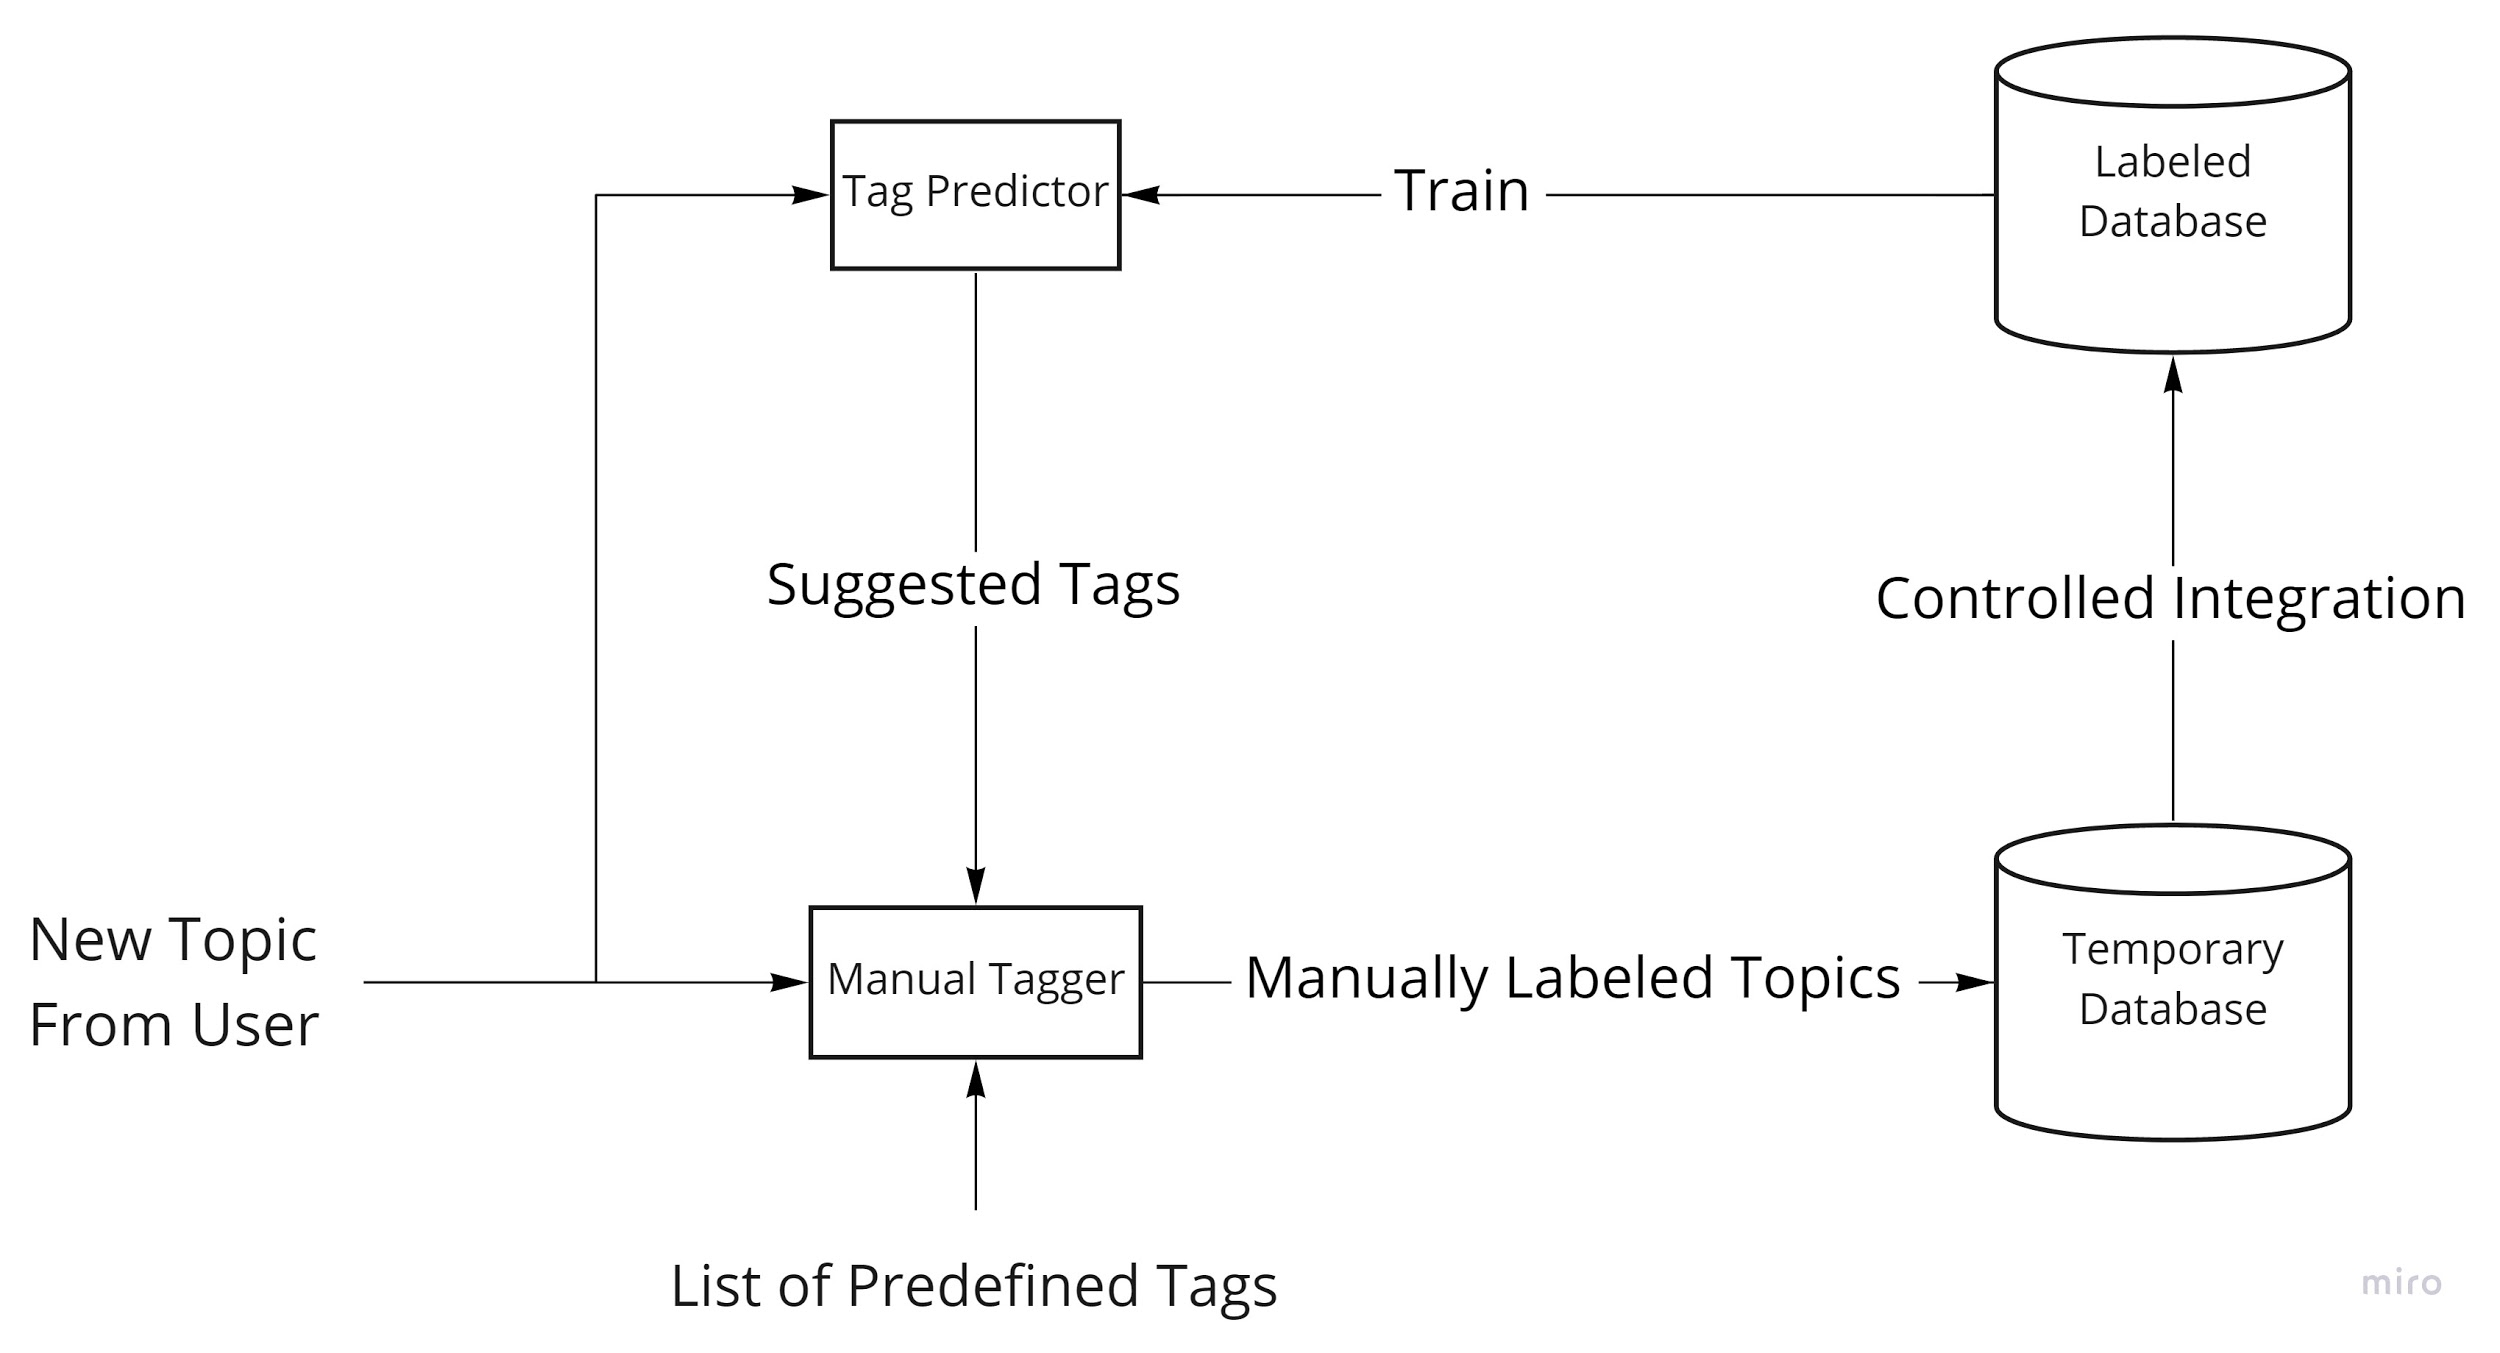 Labeled
Database
Tag Predictor
Train
Suggested Tags
Controlled Integration
New Topic
From User
Manual Tagger
Manually Labeled Topics
Temporary
Database
List of Predefined Tags
miro